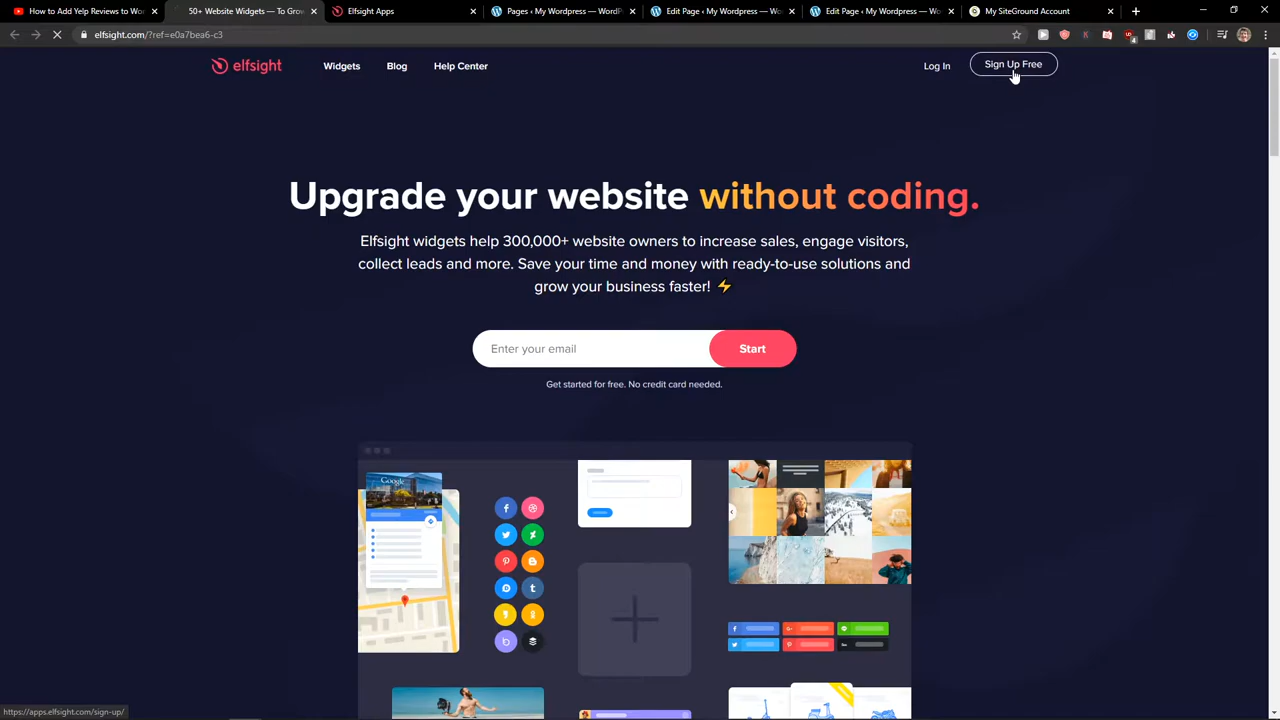 How to Add Yelp Reviews to Wor
50+ Website Widgets — To Grow
Elfsight Apps
Pages ‹ My Wordpress — WordPr
Edit Page ‹ My Wordpress — Wor
Edit Page ‹ My Wordpress — Wor
My SiteGround Account
elfsight.com/?ref=e0a7bea6-c3
elfsight
Widgets
Blog
Help Center
Log In
Sign Up Free
Upgrade your website without coding.
Elfsight widgets help 300,000+ website owners to increase sales, engage visitors,
collect leads and more. Save your time and money with ready-to-use solutions and
grow your business faster! ⚡
Enter your email
Start
Get started for free. No credit card needed.
Google
https://apps.elfsight.com/sign-up/